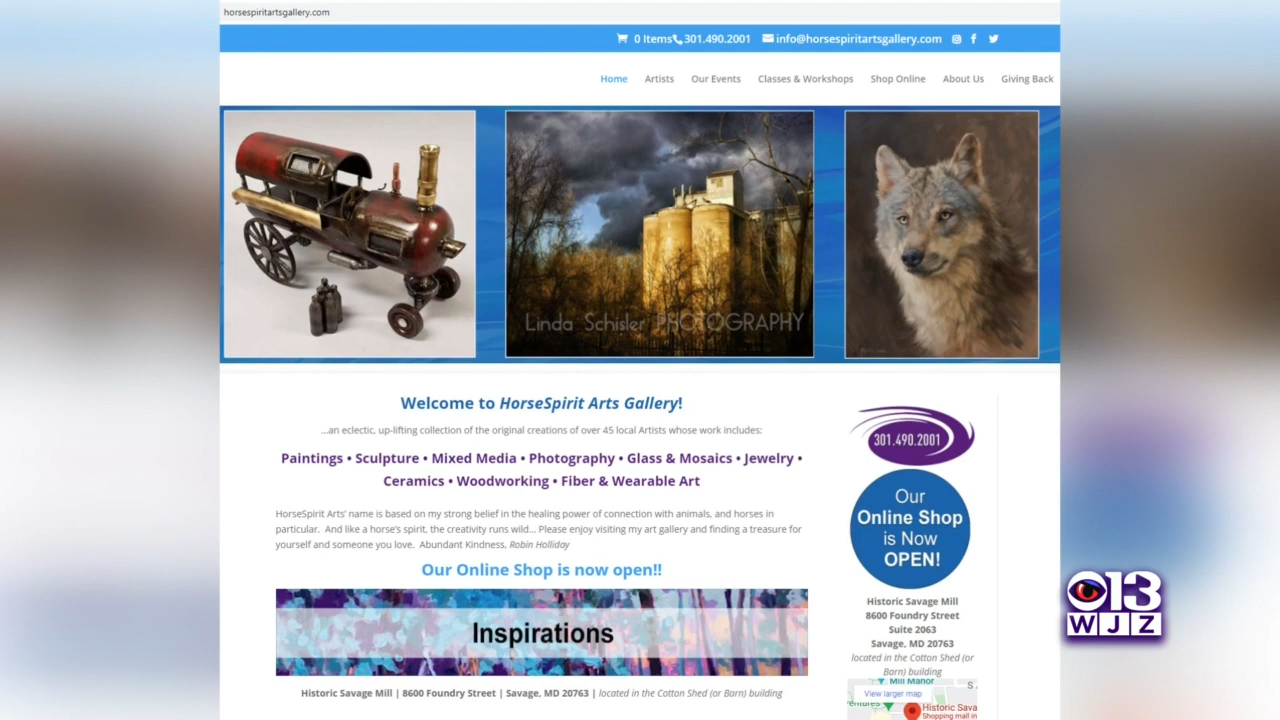 horsespiritartsgallery.com
0 Items 301.490.2001 info@horsespiritartsgallery.com
Home Artists Our Events Classes & Workshops Shop Online About Us Giving Back
Linda Schisler PHOTOGRAPHY
Welcome to HorseSpirit Arts Gallery!
...an eclectic, up-lifting collection of the original creations of over 45 local Artists whose work includes:
Paintings • Sculpture • Mixed Media • Photography • Glass & Mosaics • Jewelry •
Ceramics • Woodworking • Fiber & Wearable Art
HorseSpirit Arts' name is based on my strong belief in the healing power of connection with animals, and horses in
particular. And like a horse's spirit, the creativity runs wild... Please enjoy visiting my art gallery and finding a treasure for
yourself and someone you love. Abundant Kindness, Robin Holliday
Our Online Shop is now open!!
Inspirations
Historic Savage Mill | 8600 Foundry Street | Savage, MD 20763 | located in the Cotton Shed (or Barn) building
301.490.2001
Our
Online Shop
is Now
OPEN!
Historic Savage Mill
8600 Foundry Street
Suite 2063
Savage, MD 20763
located in the Cotton Shed (or
Barn) building
Mill Manor
View larger map
Historic Sava
Shopping mall in
13
WJZ